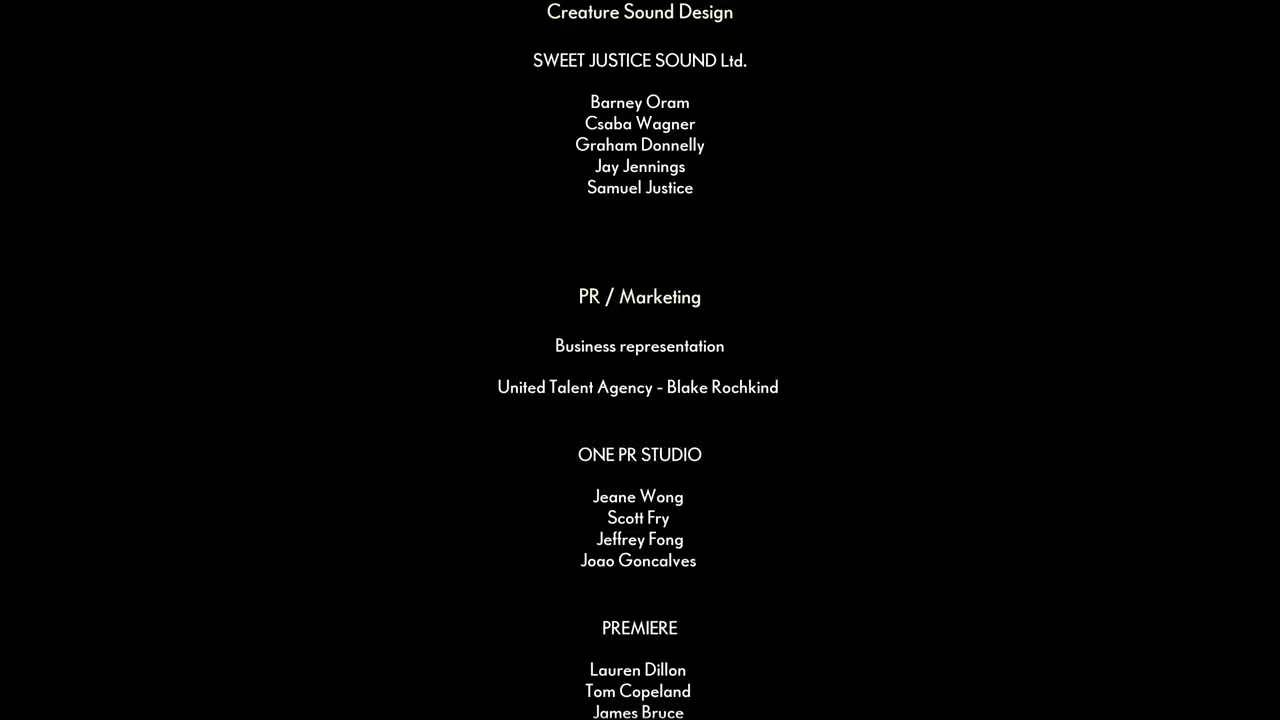 Creature Sound Design
SWEET JUSTICE SOUND Ltd.
Barney Oram
Csaba Wagner
Graham Donnelly
Jay Jennings
Samuel Justice
PR / Marketing
Business representation
United Talent Agency - Blake Rochkind
ONE PR STUDIO
Jeane Wong
Scott Fry
Jeffrey Fong
Joao Goncalves
PREMIERE
Lauren Dillon
Tom Copeland
James Bruce